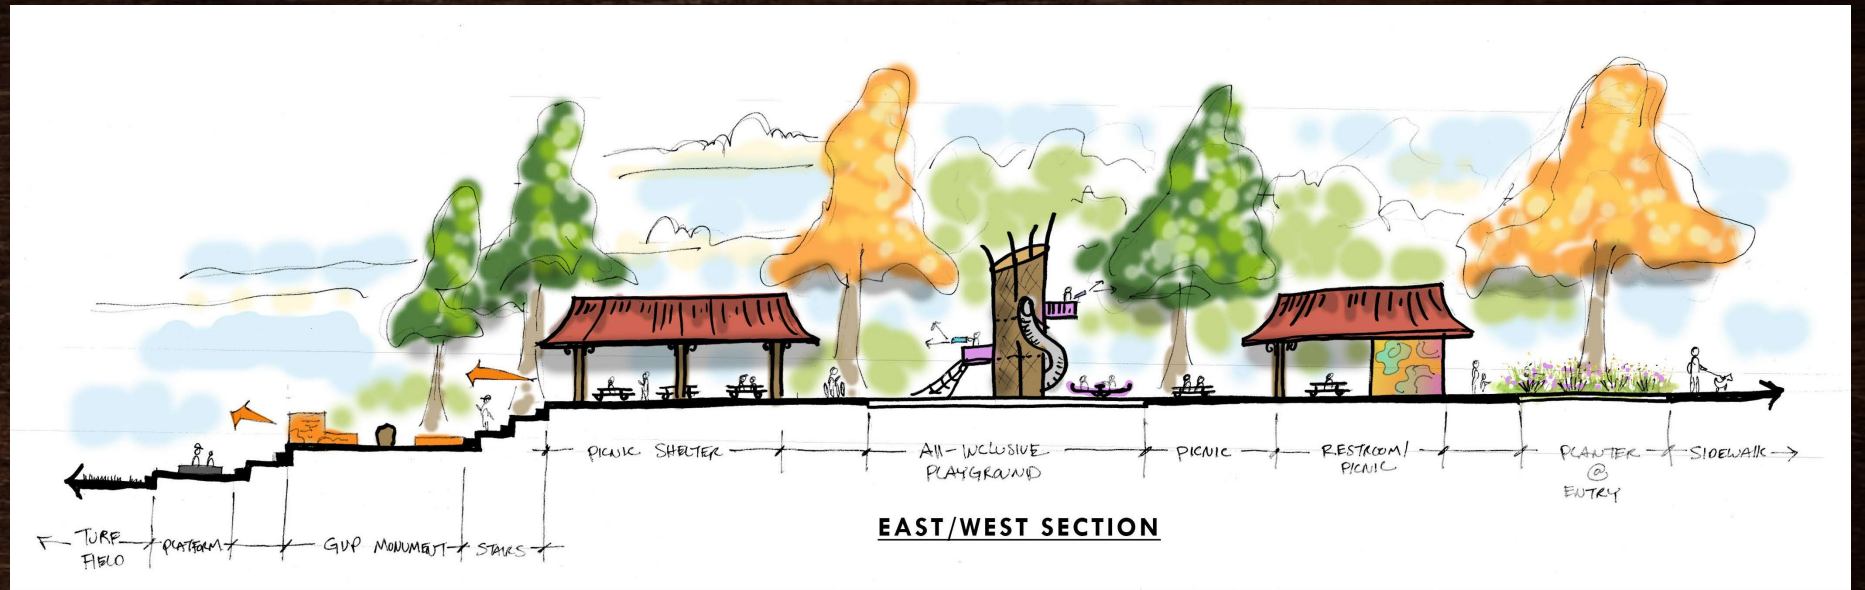 PICNIC SHELTER
All-INCLUSIVE
PLAYGROUND
PICNIC
RESTROOM/
PICNIC
PLANTER
@
ENTRY
SIDEWALK
TURF
FIELD
PLATFORM
GUP MONUMENT
STAIRS
EAST/WEST SECTION